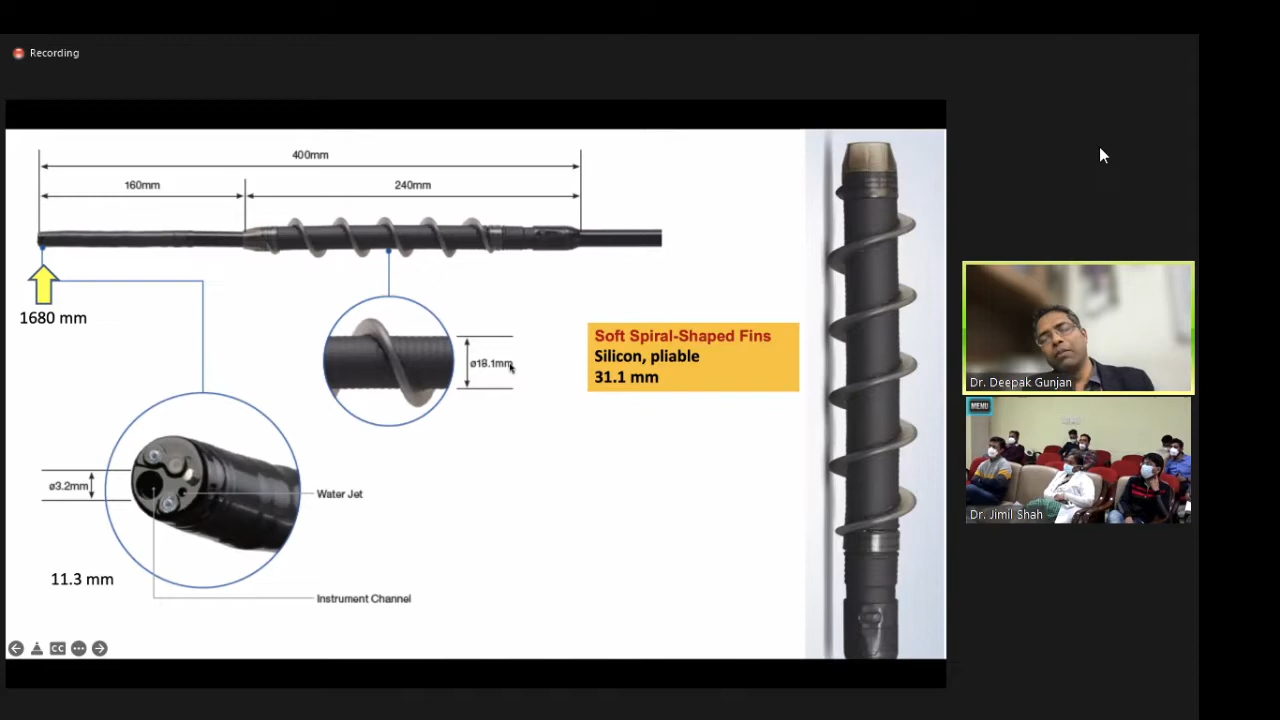 Recording
400mm
160mm
240mm
1680 mm
ø18.1mm
Soft Spiral-Shaped Fins
Silicon, pliable
31.1 mm
ø3.2mm
Water Jet
11.3 mm
Instrument Channel
CC
Dr. Deepak Gunjan
MENU
Dr. Jimil Shah